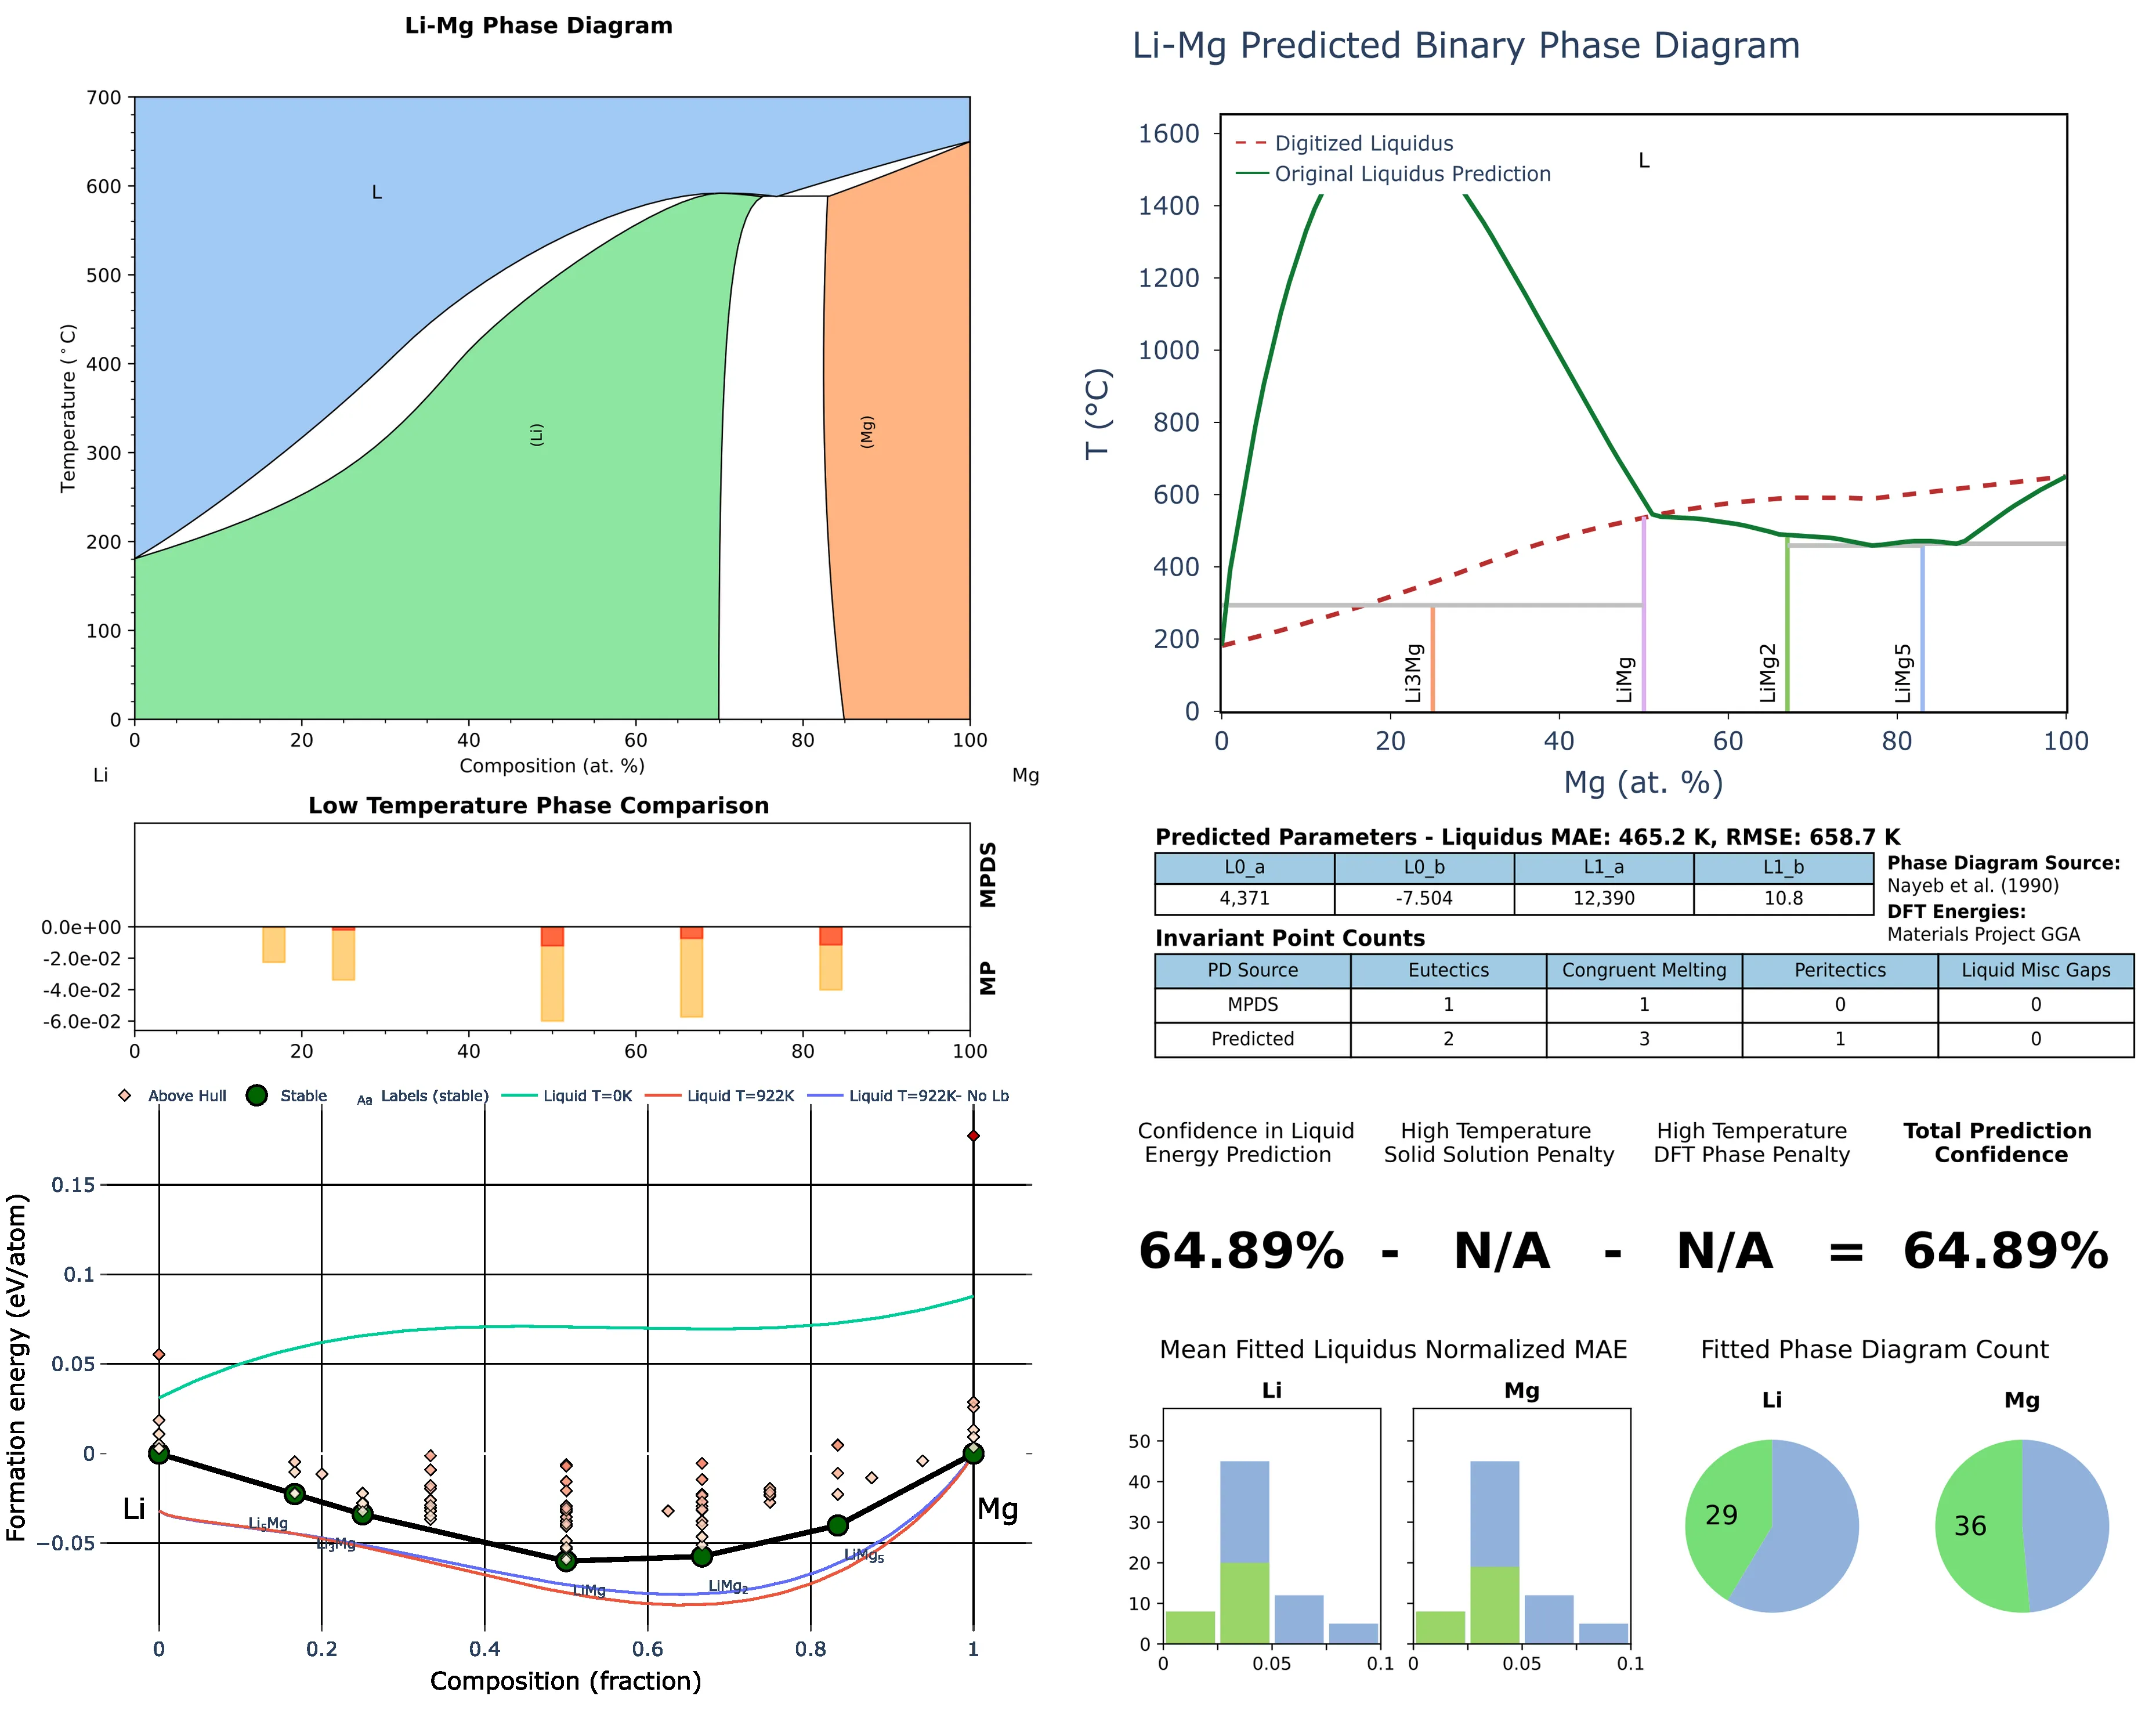 Li-Mg Phase Diagram
700
600
500
400
300
200
100
0
Temperature (°C)
L
(Li)
(Mg)
0 20 40 60 80 100
Composition (at. %)
Li Mg
Low Temperature Phase Comparison
MPDS
MP
0.0e+00
-2.0e-02
-4.0e-02
-6.0e-02
0 20 40 60 80 100
Above Hull Stable Aa Labels (stable) Liquid T=0K Liquid T=922K Liquid T=922K- No Lb
0.15
0.1
0.05
0
−0.05
Formation energy (eV/atom)
Li
Mg
Li5Mg
Li3Mg
LiMg
LiMg2
LiMg5
0 0.2 0.4 0.6 0.8 1
Composition (fraction)
Li-Mg Predicted Binary Phase Diagram
Digitized Liquidus
Original Liquidus Prediction
L
1600
1400
1200
1000
800
600
400
200
0
T (°C)
Li3Mg
LiMg
LiMg2
LiMg5
0 20 40 60 80 100
Mg (at. %)
Predicted Parameters - Liquidus MAE: 465.2 K, RMSE: 658.7 K
L0_a L0_b L1_a L1_b
4,371 -7.504 12,390 10.8
Phase Diagram Source:
Nayeb et al. (1990)
DFT Energies:
Materials Project GGA
Invariant Point Counts
PD Source Eutectics Congruent Melting Peritectics Liquid Misc Gaps
MPDS 1 1 0 0
Predicted 2 3 1 0
Confidence in Liquid
Energy Prediction
High Temperature
Solid Solution Penalty
High Temperature
DFT Phase Penalty
Total Prediction
Confidence
64.89% - N/A - N/A = 64.89%
Mean Fitted Liquidus Normalized MAE
Li
Mg
50
40
30
20
10
0
0 0.05 0.1
0 0.05 0.1
Fitted Phase Diagram Count
Li
Mg
29
36